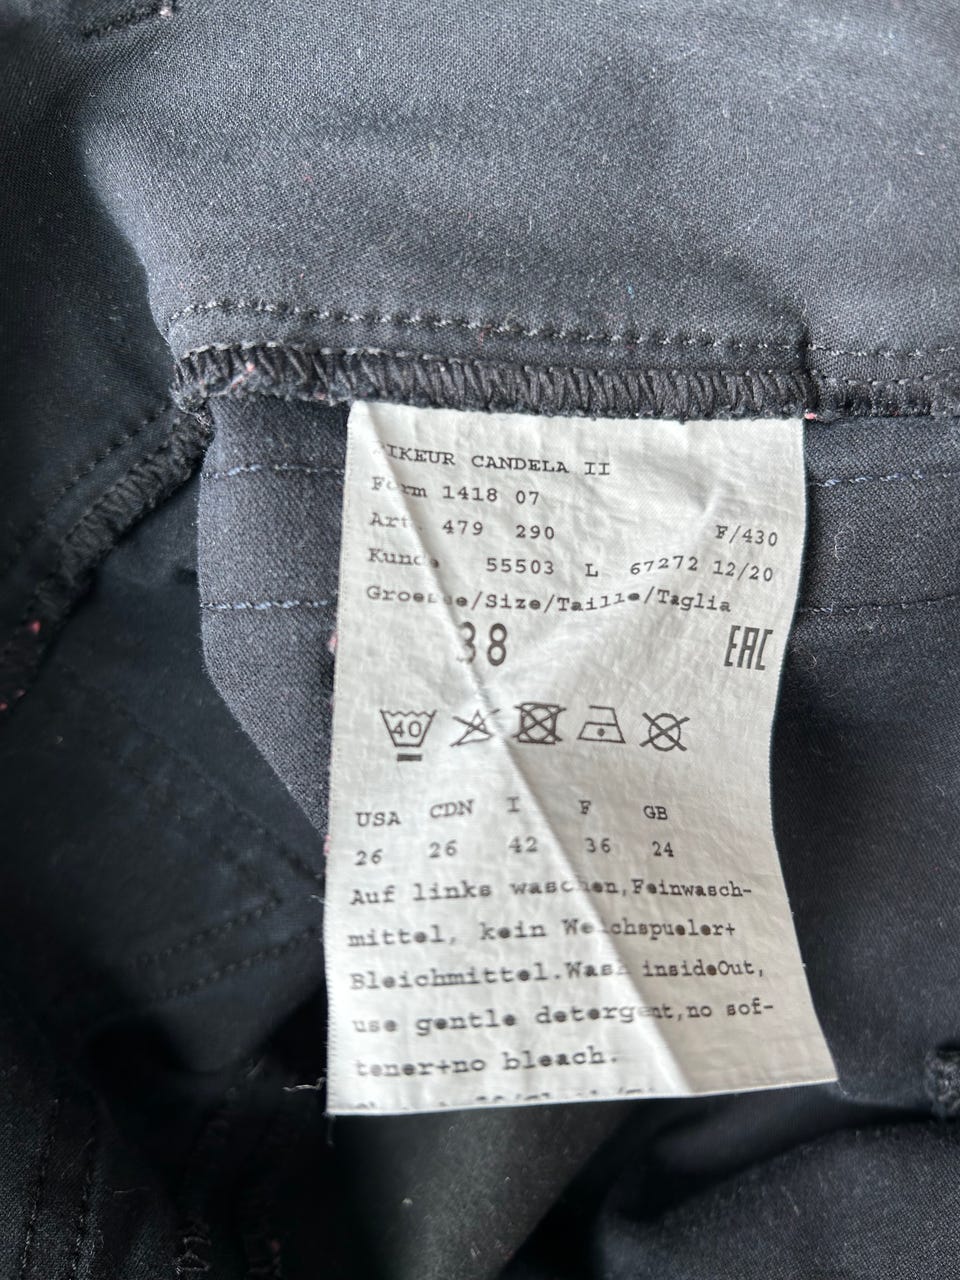 PIKEUR CANDELA II
Form 1418 07
Art. 479 290 F/430
Kunde 55503 L 67272 12/20
Groesse/Size/Taille/Taglia
38 EAC
40
USA CDN I F GB
26 26 42 36 24
Auf links waschen,Feinwasch-
mittel, kein Weichspueler+
Bleichmittel.Wash insideOut,
use gentle detergent,no sof-
tener+no bleach.